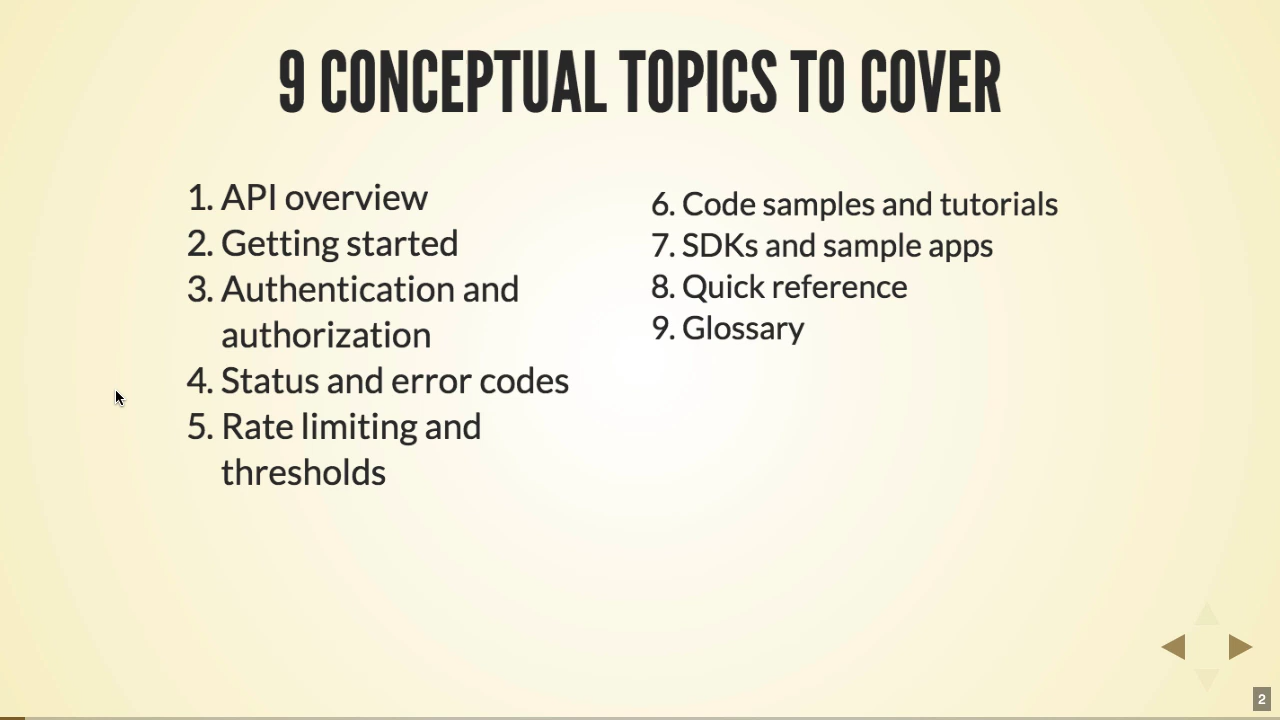 9 CONCEPTUAL TOPICS TO COVER
1. API overview
2. Getting started
3. Authentication and
authorization
4. Status and error codes
5. Rate limiting and
thresholds
6. Code samples and tutorials
7. SDKs and sample apps
8. Quick reference
9. Glossary
2